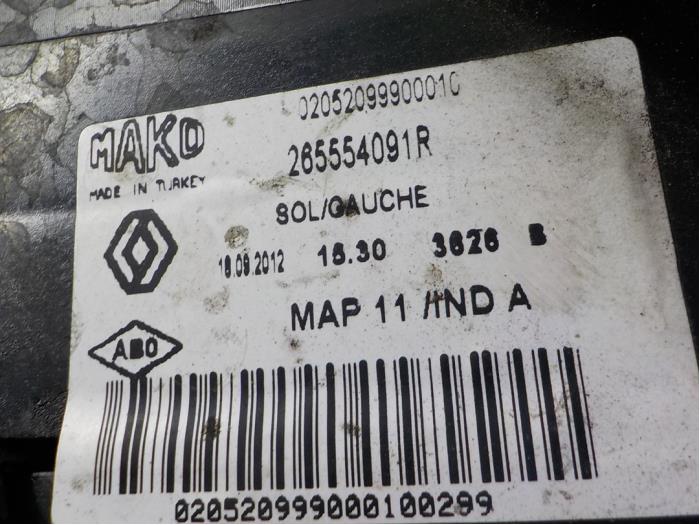 02052099900010
MAKO
265554091R
MADE IN TURKEY
SOL/GAUCHE
18.09.2012 15.30 3626 B
MAP 11 /IND A
ABO
020520999000100299